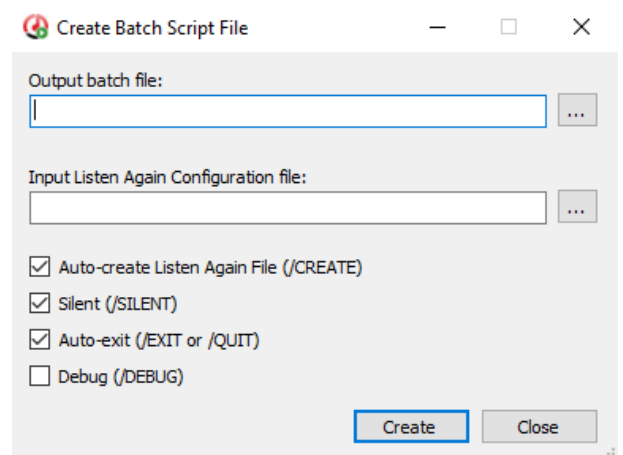 Create Batch Script File
Output batch file:
...
Input Listen Again Configuration file:
...
Auto-create Listen Again File (/CREATE)
Silent (/SILENT)
Auto-exit (/EXIT or /QUIT)
Debug (/DEBUG)
Create Close